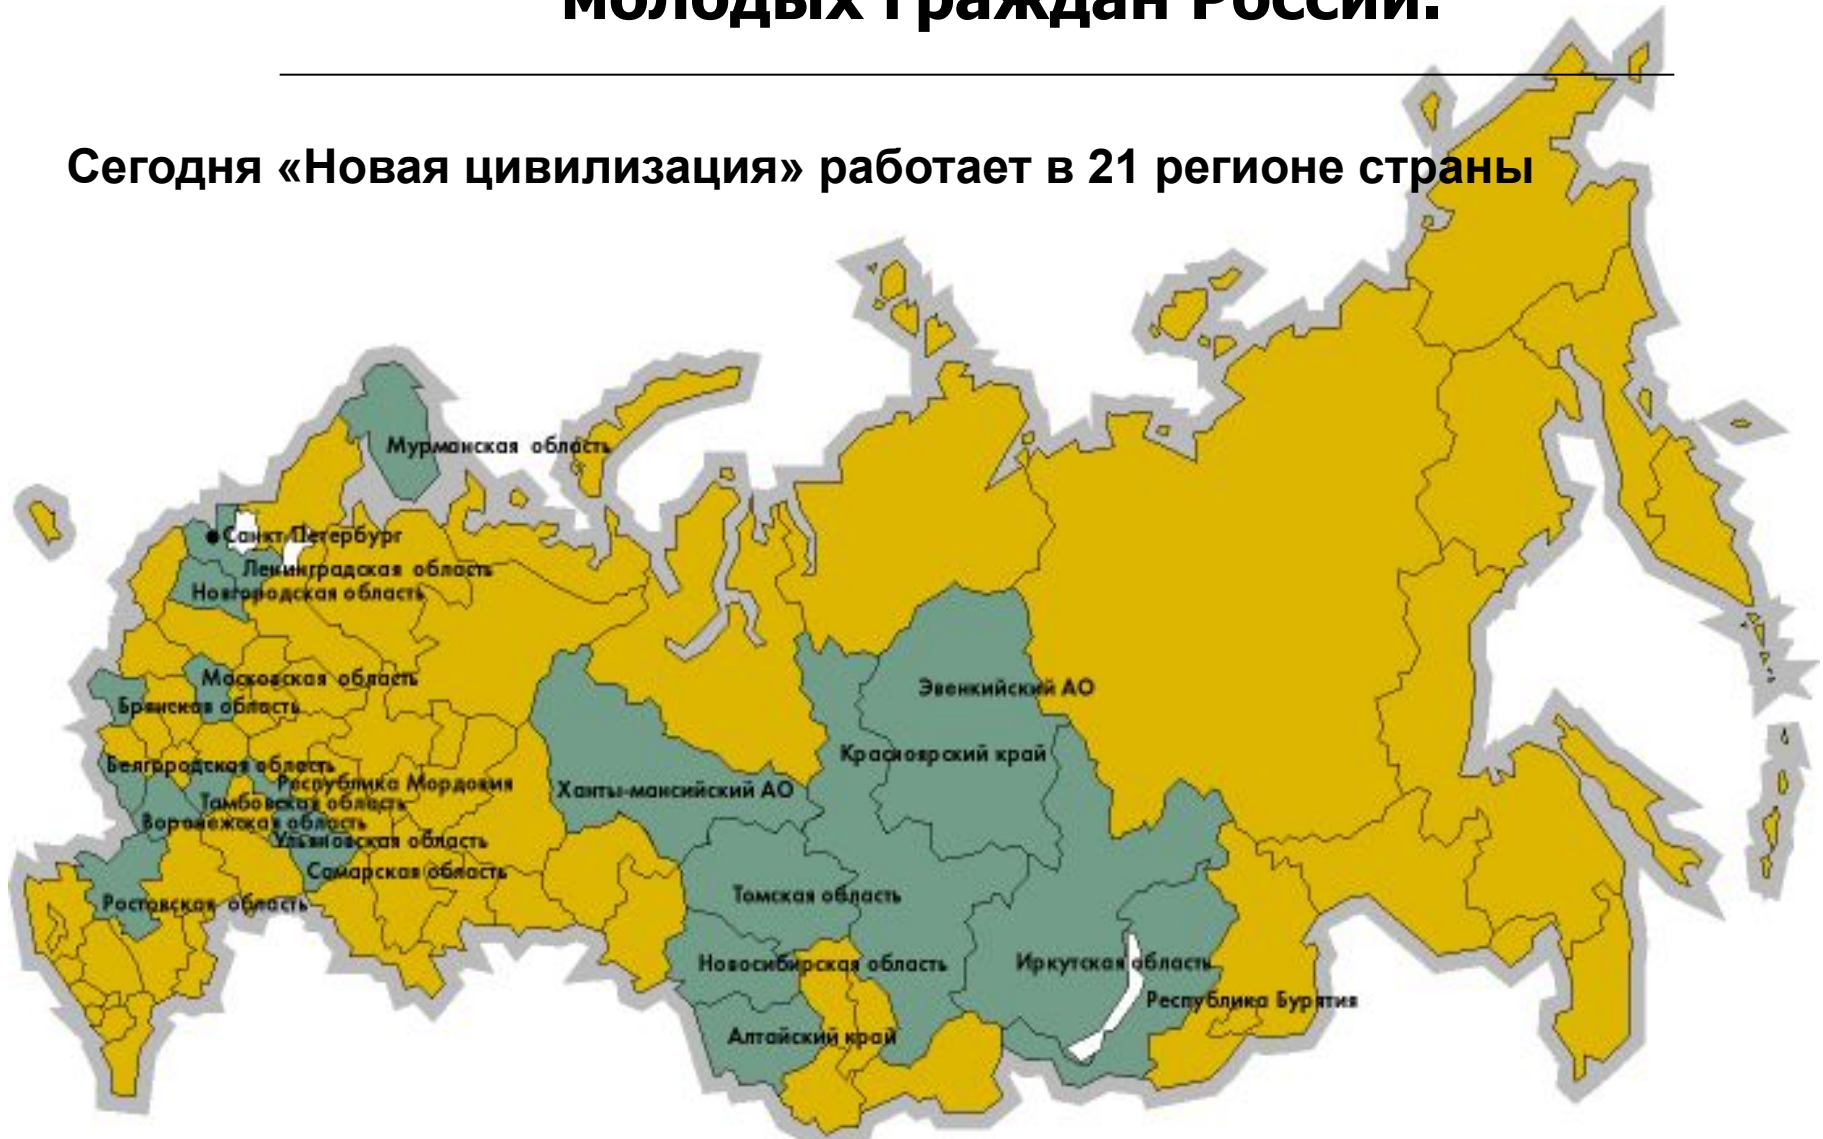 молодых граждан России.
Сегодня «Новая цивилизация» работает в 21 регионе страны
Мурманская область
Санкт-Петербург
Ленинградская область
Новгородская область
Московская область
Эвенкийский АО
Брянская область
Красноярский край
Белгородская область
Республика Мордовия
Ханты-мансийский АО
Тамбовская область
Воронежская область
Ульяновская область
Самарская область
Томская область
Ростовская область
Новосибирская область
Иркутская область
Республика Бурятия
Алтайский край